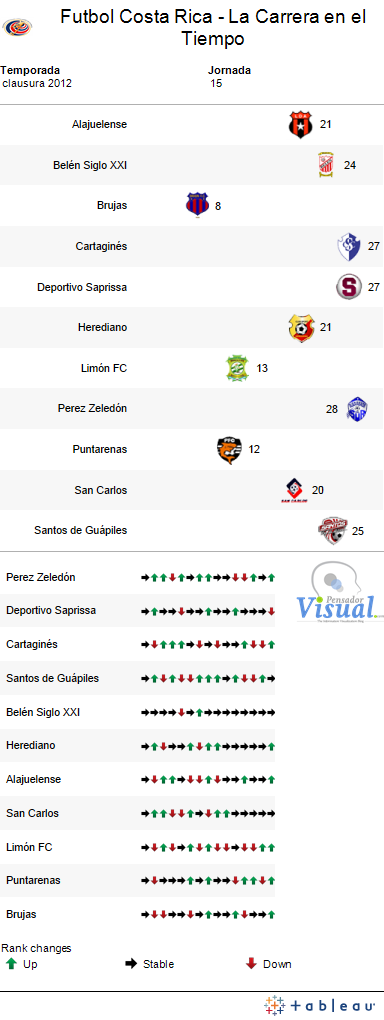 Futbol Costa Rica - La Carrera en el
Tiempo
Temporada Jornada
clausura 2012 15
Alajuelense 21
Belén Siglo XXI 24
Brujas 8
Cartaginés 27
Deportivo Saprissa S 27
Herediano 21
Limón FC 13
Perez Zeledón 28
Puntarenas PFC 12
San Carlos SAN CARLOS 20
Santos de Guápiles 25
Perez Zeledón
Pensador
Visual
Deportivo Saprissa
Cartaginés
Santos de Guápiles
Belén Siglo XXI
Herediano
Alajuelense
San Carlos
Limón FC
Puntarenas
Brujas
Rank changes
Up Stable Down
+ a b l e a u